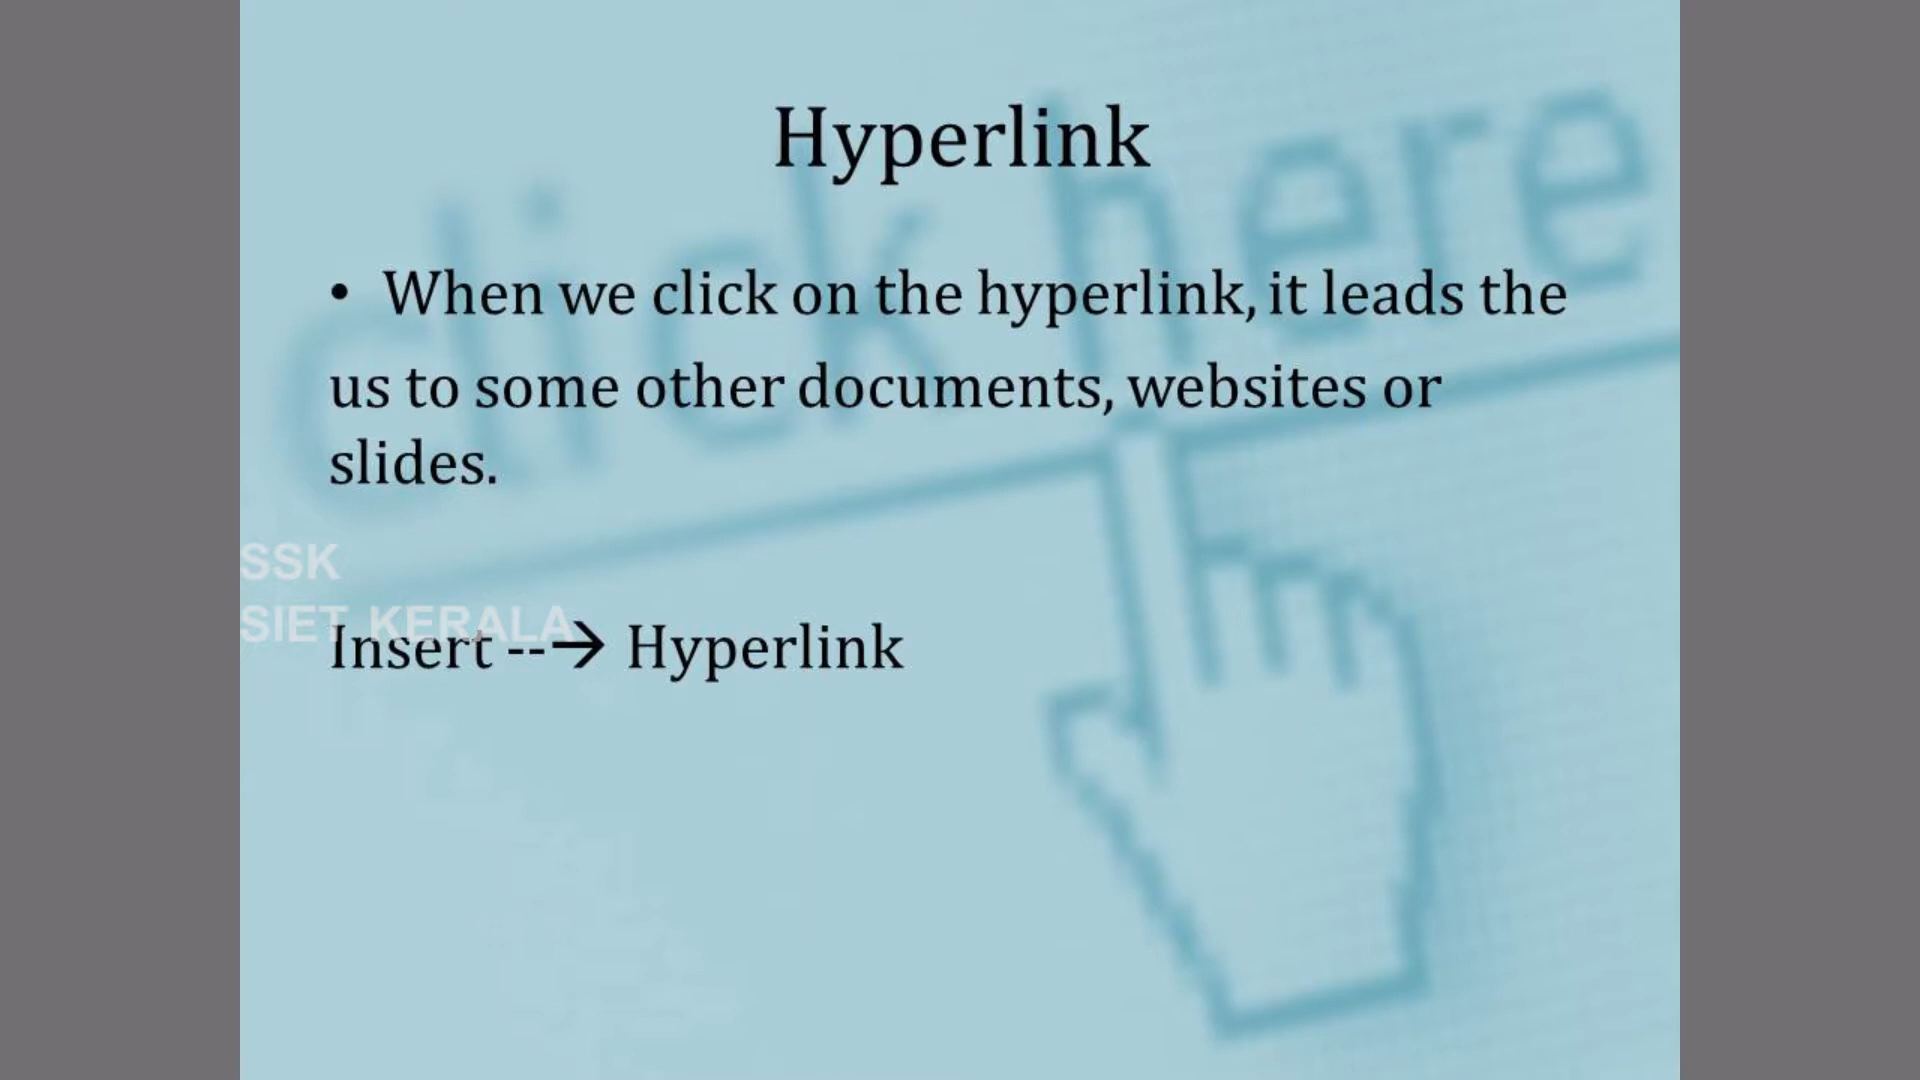 click here
Hyperlink
• When we click on the hyperlink, it leads the
us to some other documents, websites or
slides.
SSK
SIET KERALA
Insert --→ Hyperlink